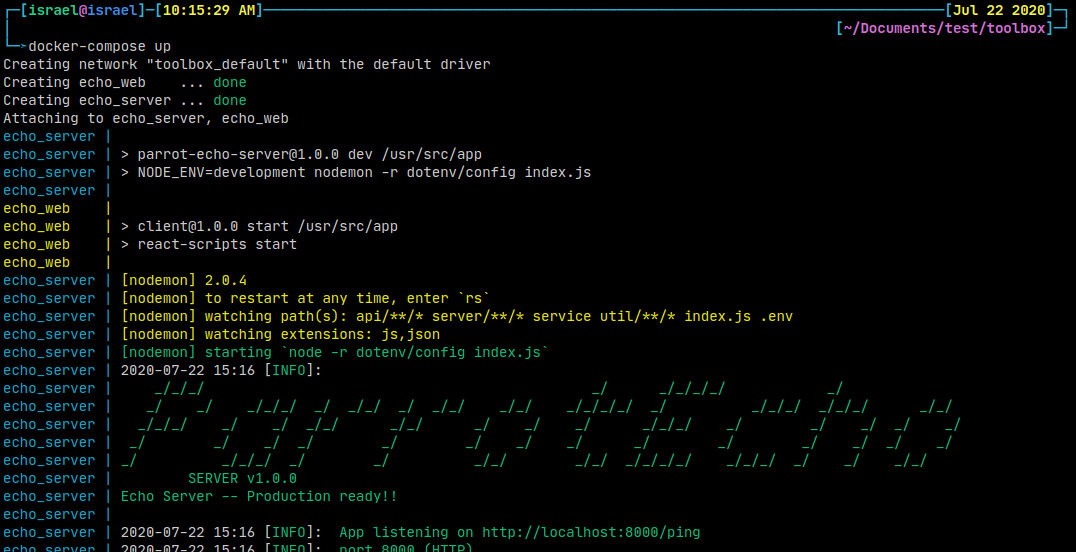 [israel@israel]-[10:15:29 AM] [Jul 22 2020]
[~/Documents/test/toolbox]
docker-compose up
Creating network "toolbox_default" with the default driver
Creating echo_web    ... done
Creating echo_server ... done
Attaching to echo_server, echo_web
echo_server |
echo_server | > parrot-echo-server@1.0.0 dev /usr/src/app
echo_server | > NODE_ENV=development nodemon -r dotenv/config index.js
echo_server |
echo_web    |
echo_web    | > client@1.0.0 start /usr/src/app
echo_web    | > react-scripts start
echo_web    |
echo_server | [nodemon] 2.0.4
echo_server | [nodemon] to restart at any time, enter `rs`
echo_server | [nodemon] watching path(s): api/**/* server/**/* service util/**/* index.js .env
echo_server | [nodemon] watching extensions: js,json
echo_server | [nodemon] starting `node -r dotenv/config index.js`
echo_server | 2020-07-22 15:16 [INFO]:
echo_server |
echo_server | Parrot Echo
echo_server |
echo_server |
echo_server |
echo_server |         SERVER v1.0.0
echo_server | Echo Server -- Production ready!!
echo_server |
echo_server | 2020-07-22 15:16 [INFO]:  App listening on http://localhost:8000/ping
echo_server | 2020-07-22 15:16 [INFO]:  port 8000 (HTTP)